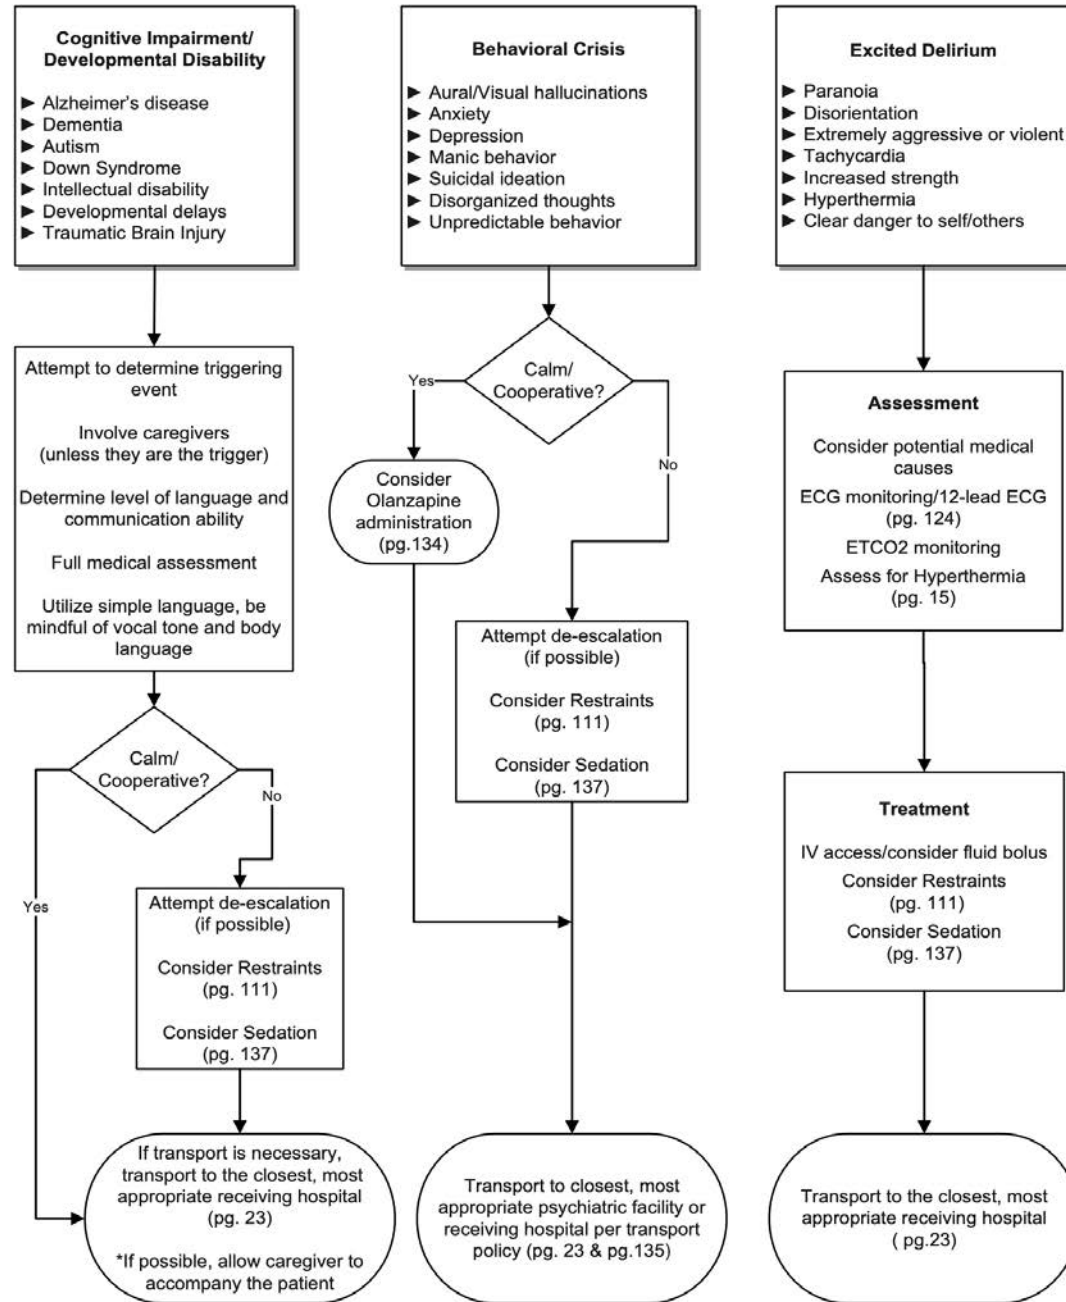 Cognitive Impairment/
Developmental Disability
► Alzheimer's disease
► Dementia
► Autism
► Down Syndrome
► Intellectual disability
► Developmental delays
► Traumatic Brain Injury
Attempt to determine triggering
event
Involve caregivers
(unless they are the trigger)
Determine level of language and
communication ability
Full medical assessment
Utilize simple language, be
mindful of vocal tone and body
language
Calm/
Cooperative?
No
Yes
Attempt de-escalation
(if possible)
Consider Restraints
(pg. 111)
Consider Sedation
(pg. 137)
If transport is necessary,
transport to the closest, most
appropriate receiving hospital
(pg. 23)
*If possible, allow caregiver to
accompany the patient
Behavioral Crisis
► Aural/Visual hallucinations
► Anxiety
► Depression
► Manic behavior
► Suicidal ideation
► Disorganized thoughts
► Unpredictable behavior
Calm/
Cooperative?
Yes
No
Consider
Olanzapine
administration
(pg.134)
Attempt de-escalation
(if possible)
Consider Restraints
(pg. 111)
Consider Sedation
(pg. 137)
Transport to closest, most
appropriate psychiatric facility or
receiving hospital per transport
policy (pg. 23 & pg.135)
Excited Delirium
► Paranoia
► Disorientation
► Extremely aggressive or violent
► Tachycardia
► Increased strength
► Hyperthermia
► Clear danger to self/others
Assessment
Consider potential medical
causes
ECG monitoring/12-lead ECG
(pg. 124)
ETCO2 monitoring
Assess for Hyperthermia
(pg. 15)
Treatment
IV access/consider fluid bolus
Consider Restraints
(pg. 111)
Consider Sedation
(pg. 137)
Transport to the closest, most
appropriate receiving hospital
( pg.23)